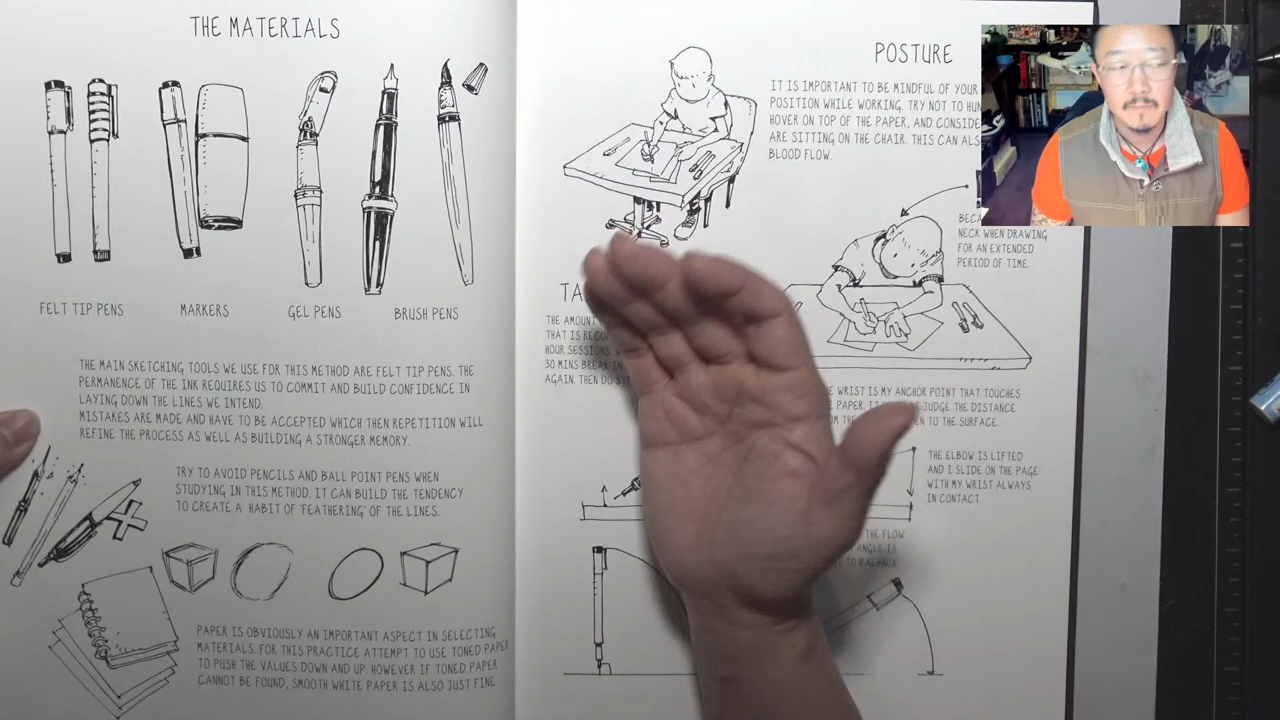 THE MATERIALS
FELT TIP PENS
MARKERS
GEL PENS
BRUSH PENS
THE MAIN SKETCHING TOOLS WE USE FOR THIS METHOD ARE FELT TIP PENS. THE
PERMANENCE OF THE INK REQUIRES US TO COMMIT AND BUILD CONFIDENCE IN
LAYING DOWN THE LINES WE INTEND.
MISTAKES ARE MADE AND HAVE TO BE ACCEPTED WHICH THEN REPETITION WILL
REFINE THE PROCESS AS WELL AS BUILDING A STRONGER MEMORY.
TRY TO AVOID PENCILS AND BALL POINT PENS WHEN
STUDYING IN THIS METHOD. IT CAN BUILD THE TENDENCY
TO CREATE A HABIT OF 'FEATHERING' OF THE LINES.
PAPER IS OBVIOUSLY AN IMPORTANT ASPECT IN SELECTING
MATERIALS. FOR THIS PRACTICE ATTEMPT TO USE TONED PAPER
TO PUSH THE VALUES DOWN AND UP. HOWEVER IF TONED PAPER
CANNOT BE FOUND, SMOOTH WHITE PAPER IS ALSO JUST FINE.
POSTURE
IT IS IMPORTANT TO BE MINDFUL OF YOUR
POSITION WHILE WORKING. TRY NOT TO
HOVER ON TOP OF THE PAPER, AND
ARE SITTING ON THE CHAIR. THIS CAN
BLOOD FLOW.
NECK WHEN DRAWING
FOR AN EXTENDED
PERIOD OF TIME.
THE AMOUNT
THAT IS
HOUR SESSIONS.
30 MINS BREAK
AGAIN. THEN DO
WRIST IS MY ANCHOR POINT THAT TOUCHES
PAPER. JUDGE THE DISTANCE
TO THE SURFACE.
THE ELBOW IS LIFTED
AND I SLIDE ON THE PAGE
WITH MY WRIST ALWAYS
IN CONTACT.
THE FLOW
ANGLE IS
TO BALANCE